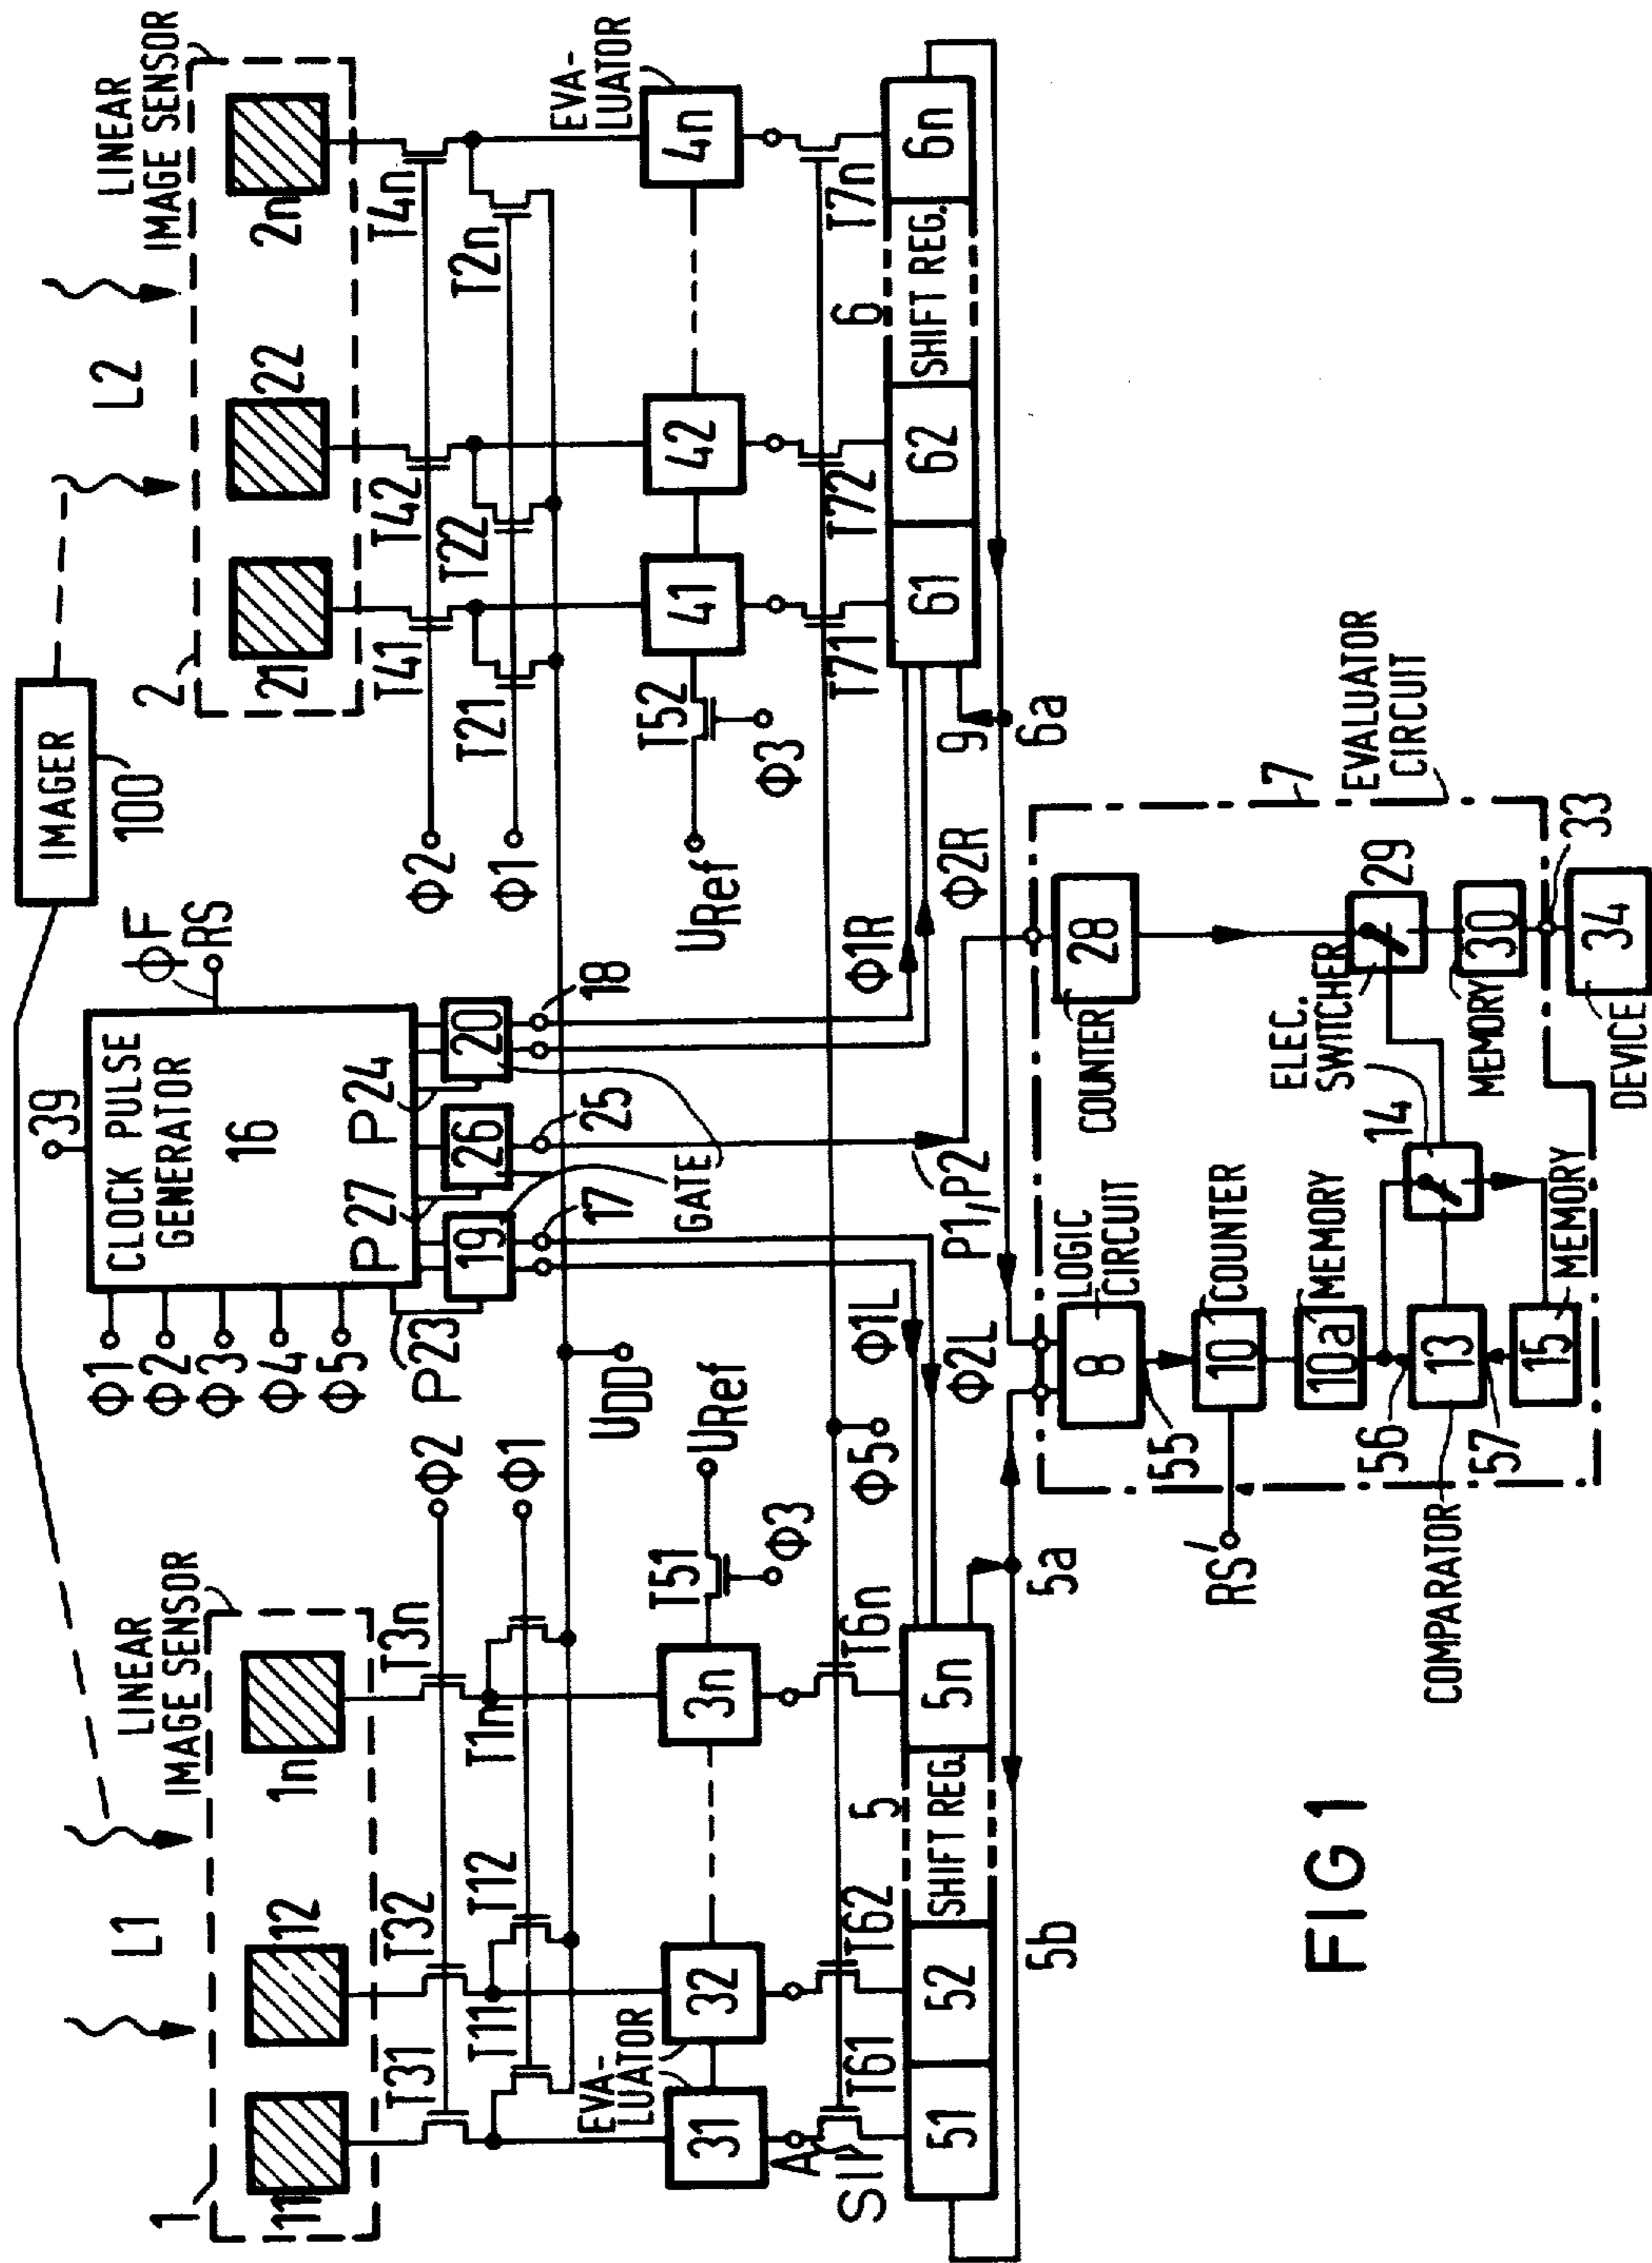 LINEAR
IMAGE SENSOR
L1
1
11
12
1n
T31
T32
T3n
Φ2
T11
T12
T1n
Φ1
EVA-
LUATOR
31
32
3n
T51
Φ3
URef
UDD
A
SIP
T61
T62
T6n
Φ5
51
52
5
SHIFT REG.
5n
5a
5b
Φ1L
Φ2L
IMAGER
100
39
CLOCK PULSE
GENERATOR
16
Φ1
Φ2
Φ3
Φ4
Φ5
ΦF
RS
P23
P27
P24
19
26
20
17
25
18
GATE
P1,P2
LINEAR
IMAGE SENSOR
L2
2
21
22
2n
T41
T42
T4n
Φ2
T21
T22
T2n
Φ1
EVA-
LUATOR
41
42
4n
T52
Φ3
URef
T71
T72
T7n
61
62
6
SHIFT REG.
6n
9
6a
Φ1R
Φ2R
7
EVALUATOR
CIRCUIT
LOGIC
CIRCUIT
8
55
COUNTER
10
RS'
MEMORY
10a
56
13
COMPARATOR
57
15
MEMORY
14
ELEC.
SWITCHER
COUNTER
28
29
MEMORY
30
33
34
DEVICE
FIG 1